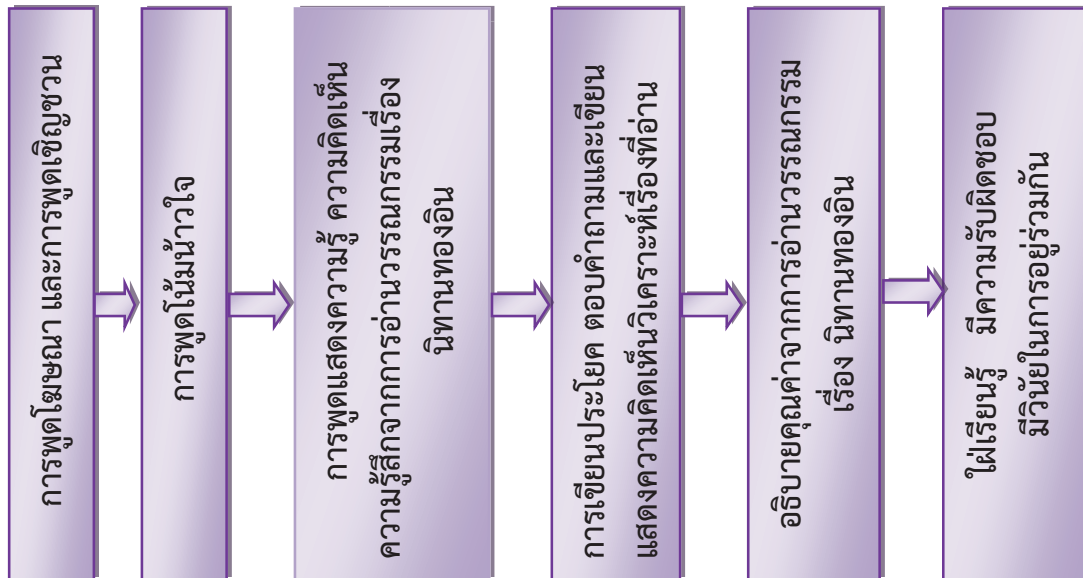 การพูดโฆษณา และการพูดเชิญชวน
การพูดโน้มน้าวใจ
การพูดแสดงความรู้ ความคิดเห็น
ความรู้สึกจากการอ่านวรรณกรรมเรื่อง
นิทานทองอิน
การเขียนประโยค ตอบคำถามและเขียน
แสดงความคิดเห็นวิเคราะห์เรื่องที่อ่าน
อธิบายคุณค่าจากการอ่านวรรณกรรม
เรื่อง นิทานทองอิน
ใฝ่เรียนรู้ มีความรับผิดชอบ
มีวินัยในการอยู่ร่วมกัน